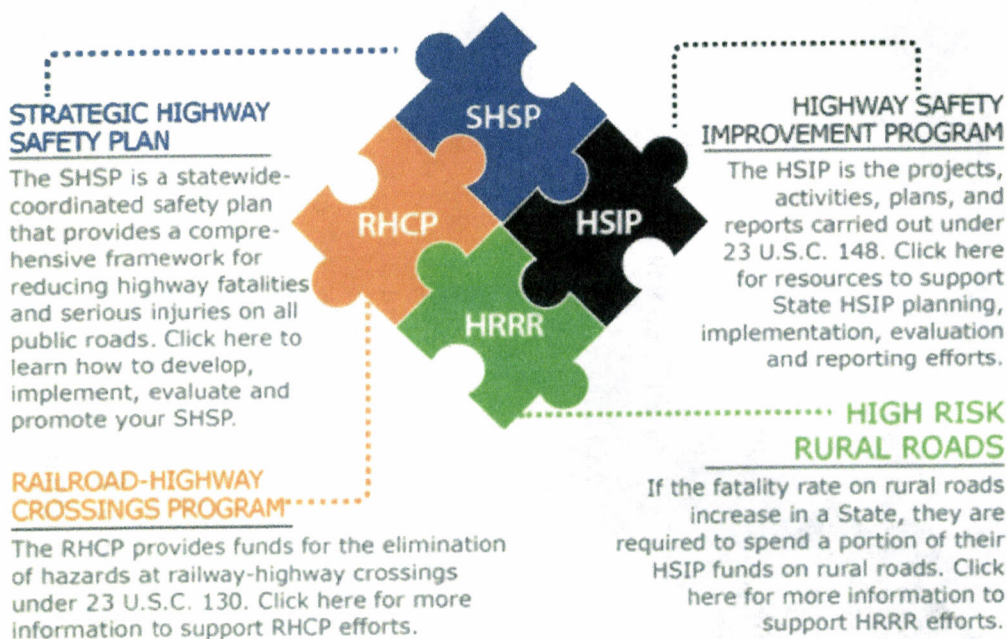 SHSP
RHCP
HSIP
HRRR
STRATEGIC HIGHWAY
SAFETY PLAN
The SHSP is a statewide-
coordinated safety plan
that provides a compre-
hensive framework for
reducing highway fatalities
and serious injuries on all
public roads. Click here to
learn how to develop,
implement, evaluate and
promote your SHSP.
HIGHWAY SAFETY
IMPROVEMENT PROGRAM
The HSIP is the projects,
activities, plans, and
reports carried out under
23 U.S.C. 148. Click here
for resources to support
State HSIP planning,
implementation, evaluation
and reporting efforts.
RAILROAD-HIGHWAY
CROSSINGS PROGRAM
The RHCP provides funds for the elimination
of hazards at railway-highway crossings
under 23 U.S.C. 130. Click here for more
information to support RHCP efforts.
HIGH RISK
RURAL ROADS
If the fatality rate on rural roads
increase in a State, they are
required to spend a portion of their
HSIP funds on rural roads. Click
here for more information to
support HRRR efforts.